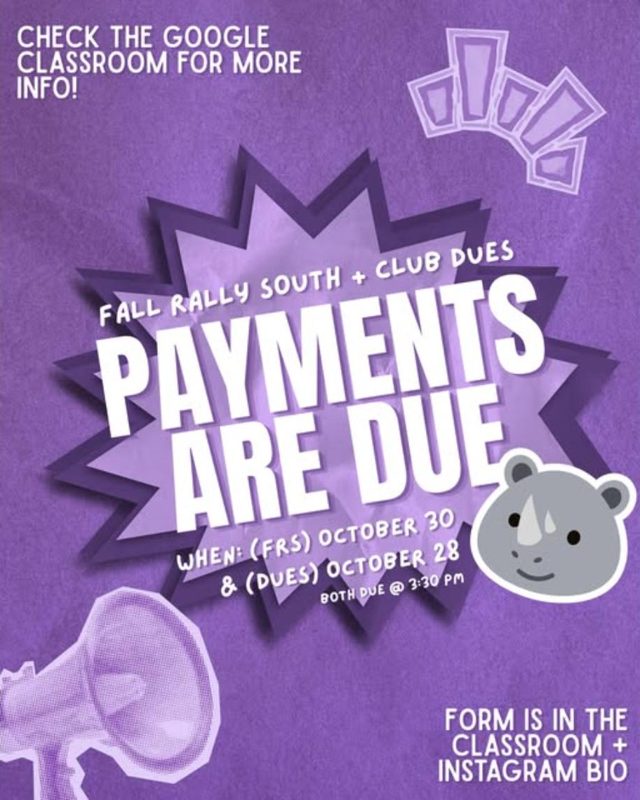 CHECK THE GOOGLE
CLASSROOM FOR MORE
INFO!
FALL RALLY SOUTH + CLUB DUES
PAYMENTS
ARE DUE
WHEN: (FRS) OCTOBER 30
& (DUES) OCTOBER 28
BOTH DUE @ 3:30 PM
FORM IS IN THE
CLASSROOM +
INSTAGRAM BIO